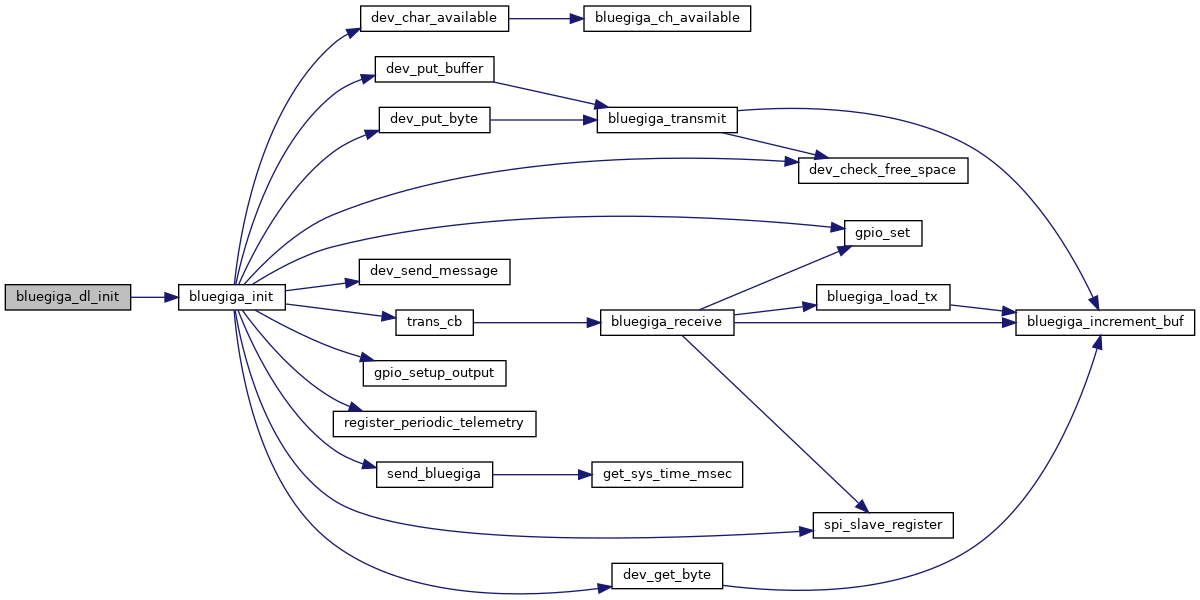 dev_char_available
bluegiga_ch_available
dev_put_buffer
dev_put_byte
bluegiga_transmit
dev_check_free_space
gpio_set
dev_send_message
bluegiga_dl_init
bluegiga_init
bluegiga_load_tx
trans_cb
bluegiga_receive
bluegiga_increment_buf
gpio_setup_output
register_periodic_telemetry
send_bluegiga
get_sys_time_msec
spi_slave_register
dev_get_byte